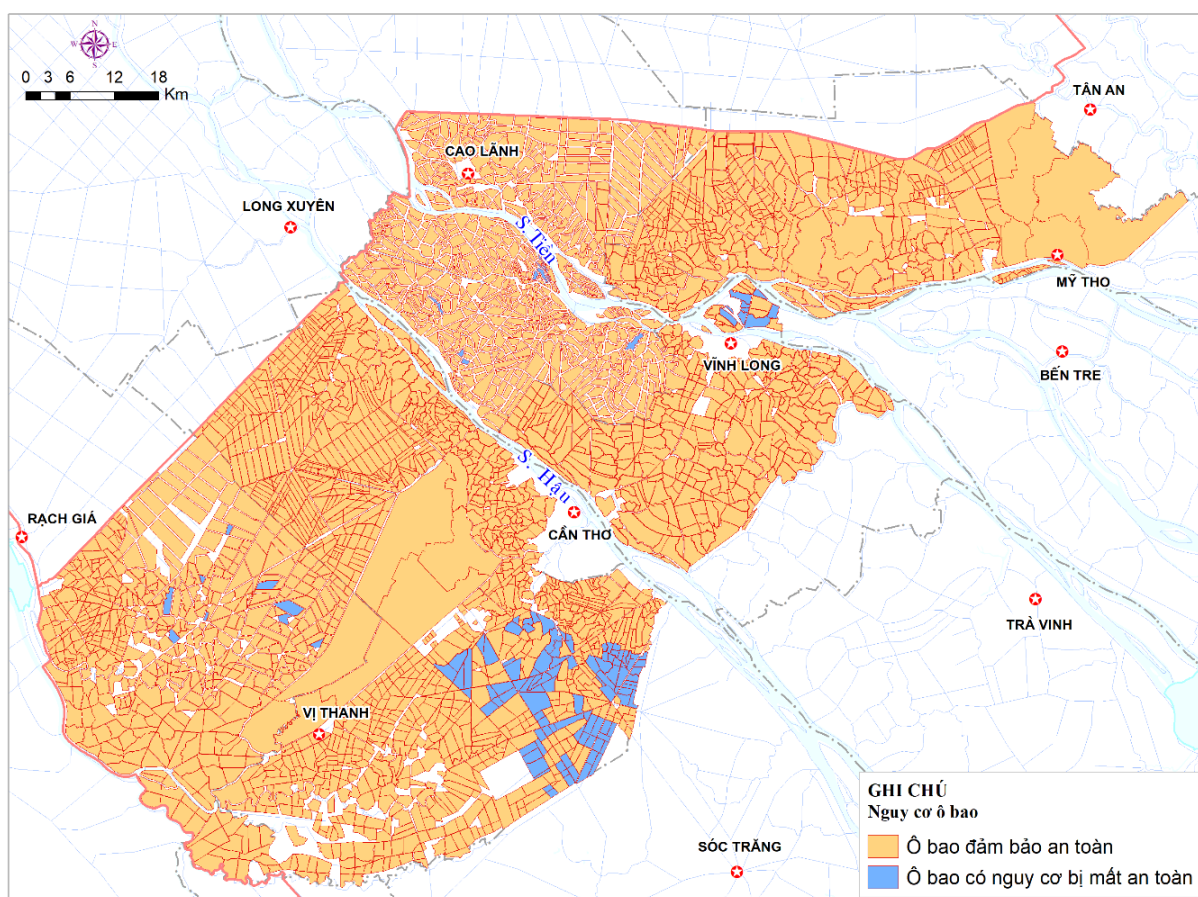 N
W E
S
0 3 6 12 18
Km
TÂN AN
CAO LÃNH
LONG XUYÊN
S. Tiền
MỸ THO
VĨNH LONG
BẾN TRE
S. Hậu
RẠCH GIÁ
CẦN THƠ
TRÀ VINH
VỊ THANH
SÓC TRĂNG
GHI CHÚ
Nguy cơ ô bao
Ô bao đảm bảo an toàn
Ô bao có nguy cơ bị mất an toàn